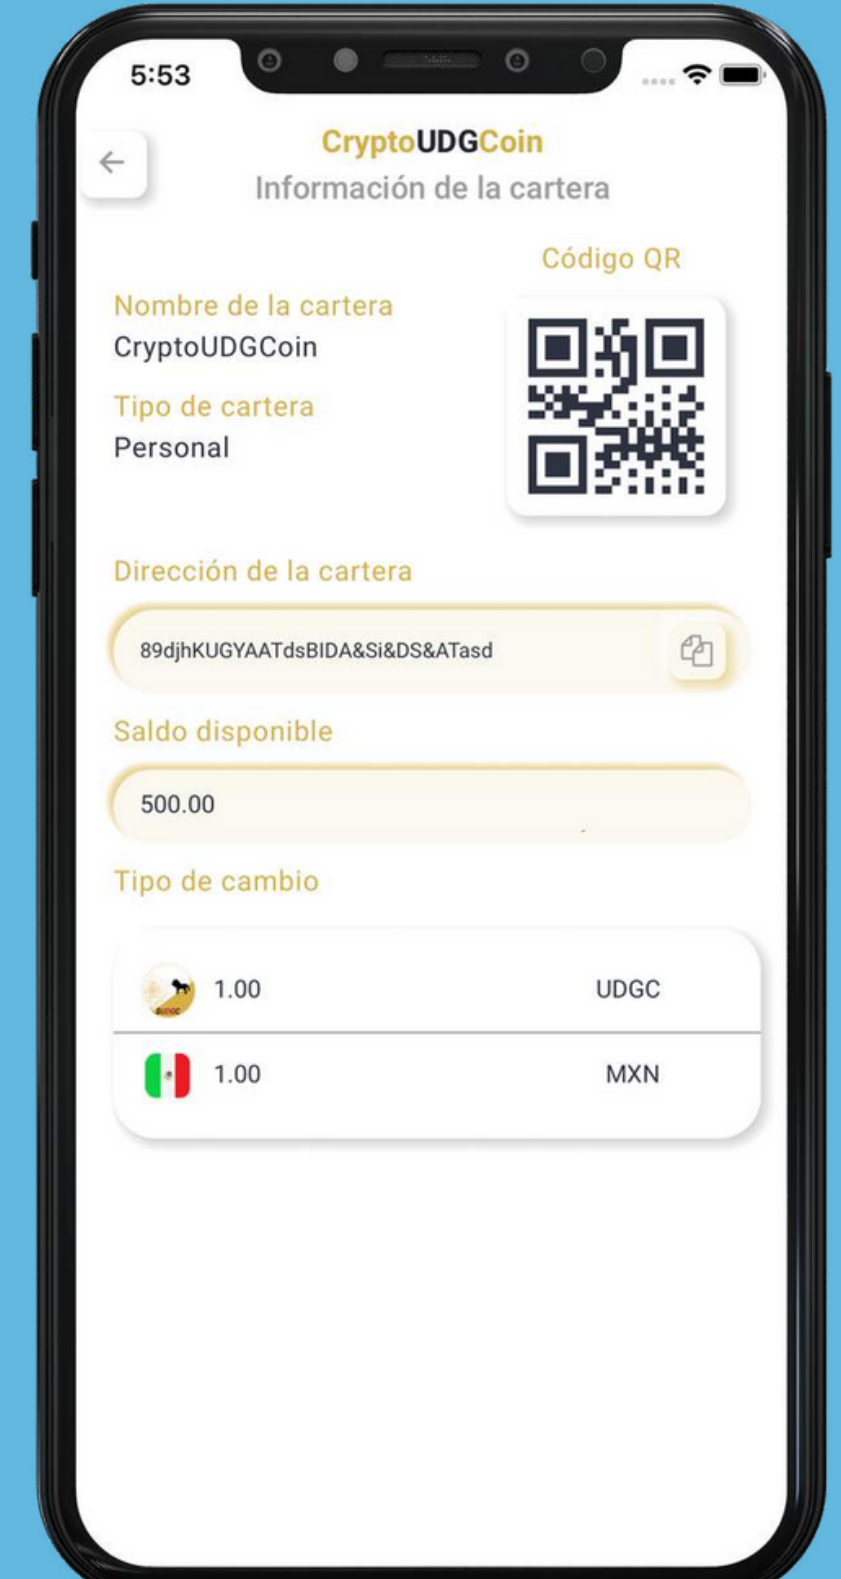 5:53
CryptoUDGCoin
Información de la cartera
Código QR
Nombre de la cartera
CryptoUDGCoin
Tipo de cartera
Personal
Dirección de la cartera
89djhKUGYAATdsBIDA&Si&DS&ATasd
Saldo disponible
500.00
Tipo de cambio
1.00 UDGC
1.00 MXN